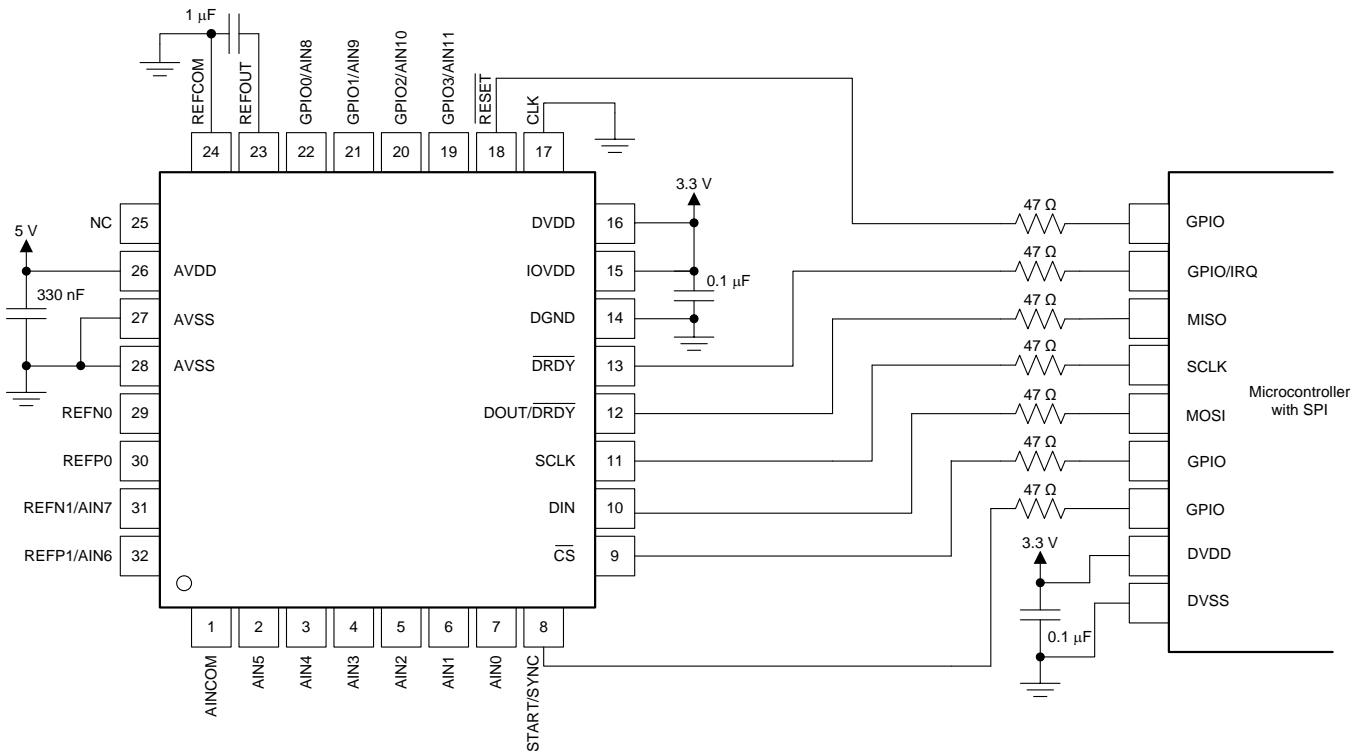 1 μF
REFCOM
REFOUT
GPIO0/AIN8
GPIO1/AIN9
GPIO2/AIN10
GPIO3/AIN11
RESET
CLK
24
23
22
21
20
19
18
17
NC
25
5 V
26
AVDD
330 nF
27
AVSS
28
AVSS
REFN0
29
REFP0
30
REFN1/AIN7
31
REFP1/AIN6
32
3.3 V
DVDD
16
IOVDD
15
0.1 μF
DGND
14
DRDY
13
DOUT/DRDY
12
SCLK
11
DIN
10
CS
9
1
2
3
4
5
6
7
8
AINCOM
AIN5
AIN4
AIN3
AIN2
AIN1
AIN0
START/SYNC
47 Ω
GPIO
47 Ω
GPIO/IRQ
47 Ω
MISO
47 Ω
SCLK
47 Ω
MOSI
47 Ω
GPIO
47 Ω
GPIO
3.3 V
DVDD
DVSS
0.1 μF
Microcontroller
with SPI